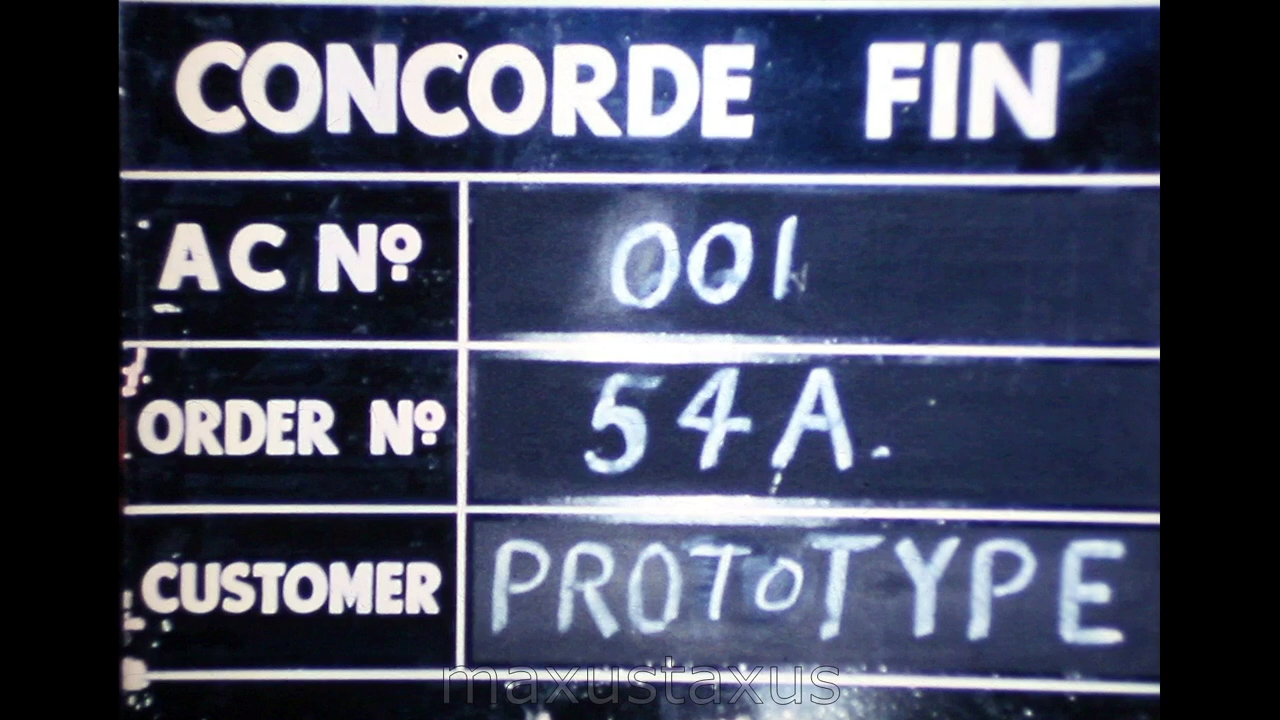 CONCORDE FIN
AC Nº 001
ORDER Nº 54A.
CUSTOMER PROTOTYPE
maxustaxus